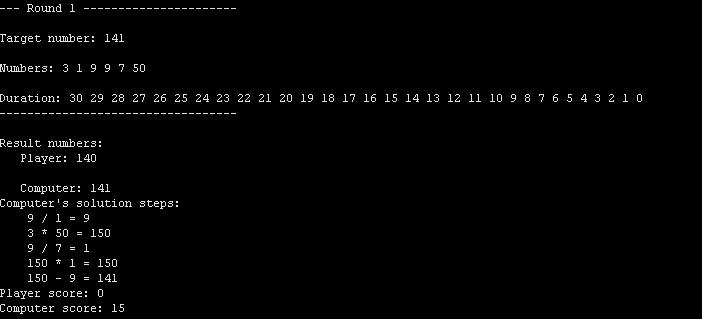 --- Round 1 ----------------------
Target number: 141
Numbers: 3 1 9 9 7 50
Duration: 30 29 28 27 26 25 24 23 22 21 20 19 18 17 16 15 14 13 12 11 10 9 8 7 6 5 4 3 2 1 0
----------------------------------
Result numbers:
Player: 140
Computer: 141
Computer's solution steps:
9 / 1 = 9
3 * 50 = 150
9 / 7 = 1
150 * 1 = 150
150 - 9 = 141
Player score: 0
Computer score: 15